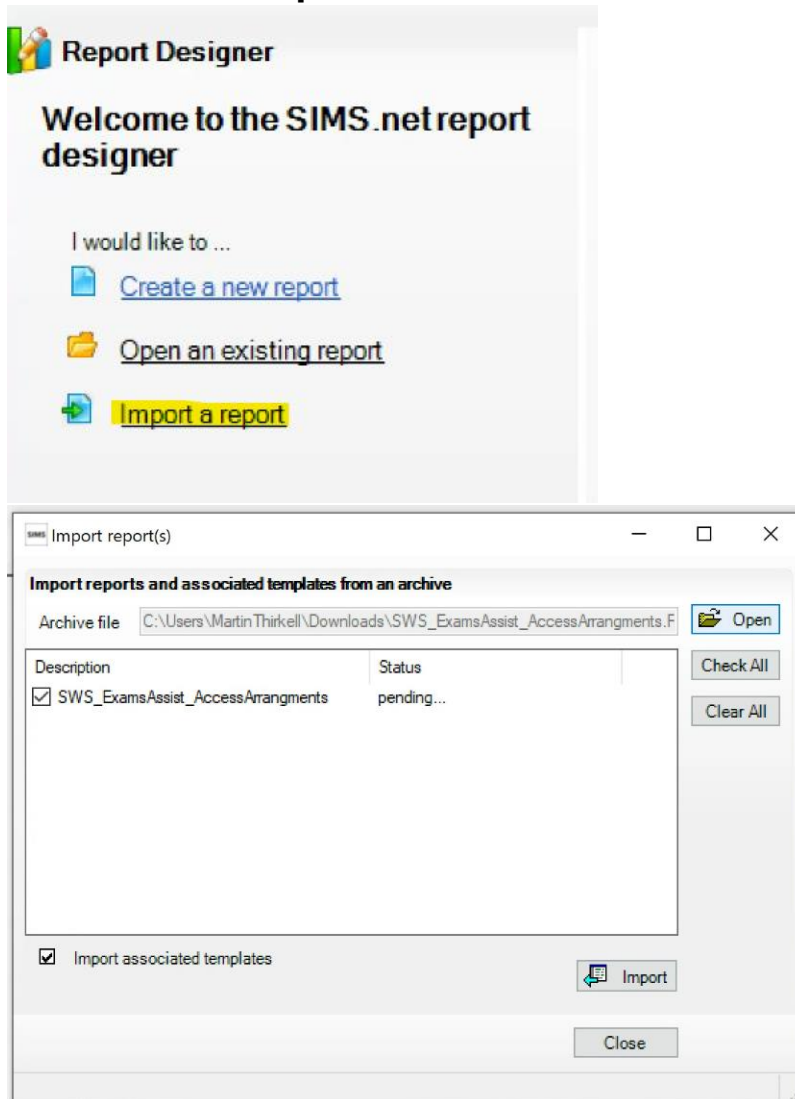 Report Designer
Welcome to the SIMS.net report
designer
I would like to ...
Create a new report
Open an existing report
Import a report
SIMS Import report(s)
Import reports and associated templates from an archive
Archive file C:\Users\MartinThirkell\Downloads\SWS_ExamsAssist_AccessArrangments.F Open
Description Status Check All
SWS_ExamsAssist_AccessArrangments pending...
Clear All
Import associated templates
Import
Close